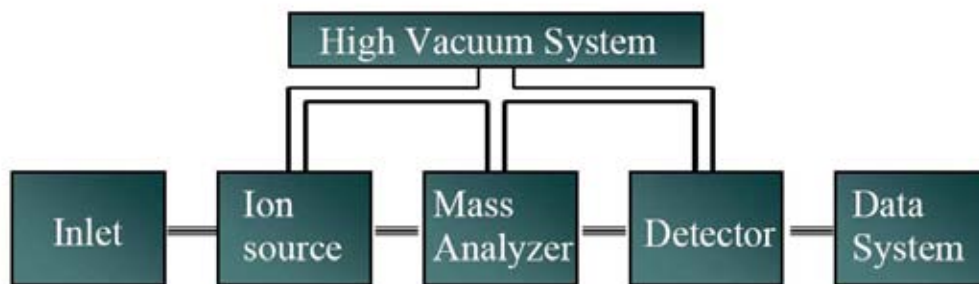 High Vacuum System
Inlet
Ion
source
Mass
Analyzer
Detector
Data
System